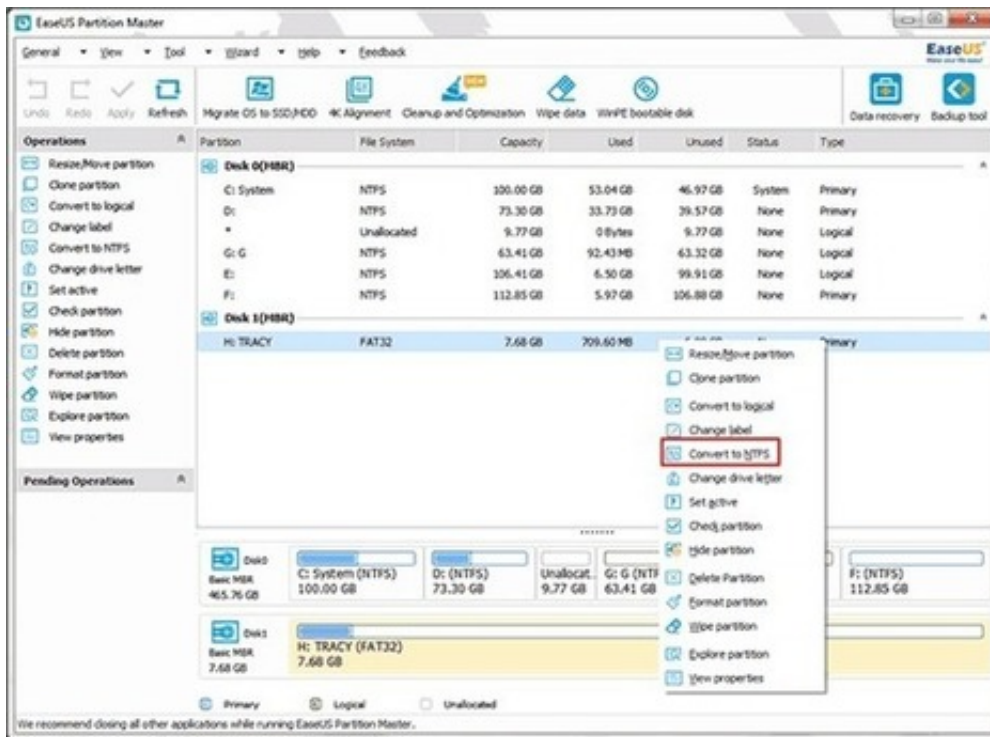 EaseUS Partition Master
General View Tool Wizard Help Feedback
EaseUS
Make your life easy!
Undo Redo Apply Refresh Migrate OS to SSD/HDD 4K Alignment Cleanup and Optimization Wipe data WinPE bootable disk Data recovery Backup tool
Operations
Resize/Move partition
Clone partition
Convert to logical
Change label
Convert to NTFS
Change drive letter
Set active
Check partition
Hide partition
Delete partition
Format partition
Wipe partition
Explore partition
View properties
Pending Operations
Partition File System Capacity Used Unused Status Type
Disk 0(MBR)
C: System NTFS 100.00 GB 53.04 GB 46.97 GB System Primary
D: NTFS 73.30 GB 33.73 GB 39.57 GB None Primary
* Unallocated 9.77 GB 0 Bytes 9.77 GB None Logical
G: G NTFS 63.41 GB 92.43 MB 63.32 GB None Logical
E: NTFS 106.41 GB 6.50 GB 99.91 GB None Logical
F: NTFS 112.85 GB 5.97 GB 106.88 GB None Primary
Disk 1(MBR)
H: TRACY FAT32 7.68 GB 709.60 MB Primary
Resize/Move partition
Clone partition
Convert to logical
Change label
Convert to NTFS
Change drive letter
Set active
Check partition
Hide partition
Delete Partition
Format partition
Wipe partition
Explore partition
View properties
Disk0
Basic MBR
465.76 GB
C: System (NTFS)
100.00 GB
D: (NTFS)
73.30 GB
Unallocat..
9.77 GB
G: G (NTF
63.41 GB
F: (NTFS)
112.85 GB
Disk1
Basic MBR
7.68 GB
H: TRACY (FAT32)
7.68 GB
Primary Logical Unallocated
We recommend closing all other applications while running EaseUS Partition Master.